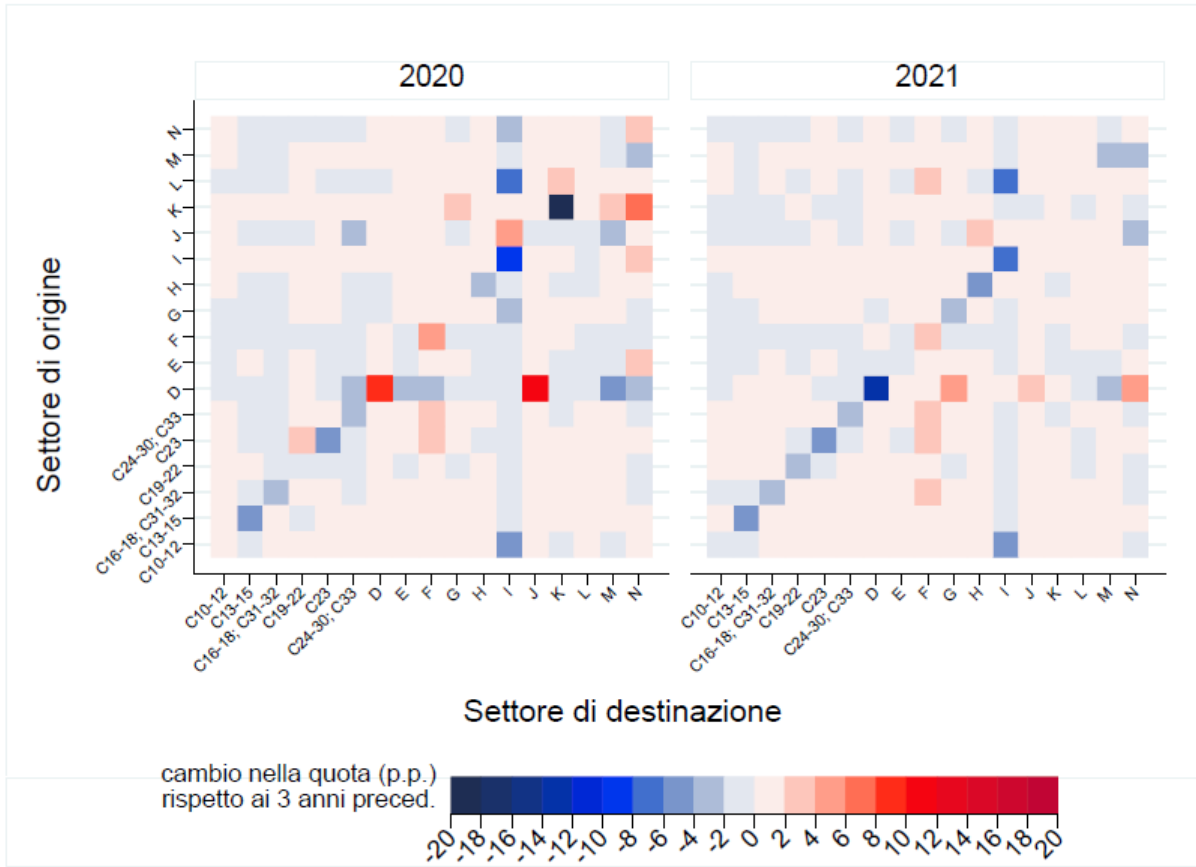 2020
2021
Settore di origine
N
M
L
K
J
I
H
G
F
E
D
C24-30; C33
C23
C19-22
C16-18; C31-32
C13-15
C10-12
C10-12
C13-15
C16-18; C31-32
C19-22
C23
C24-30; C33
D
E
F
G
H
I
J
K
L
M
N
C10-12
C13-15
C16-18; C31-32
C19-22
C23
C24-30; C33
D
E
F
G
H
I
J
K
L
M
N
Settore di destinazione
cambio nella quota (p.p.)
rispetto ai 3 anni preced.
-20 -18 -16 -14 -12 -10 -8 -6 -4 -2 0 2 4 6 8 10 12 14 16 18 20